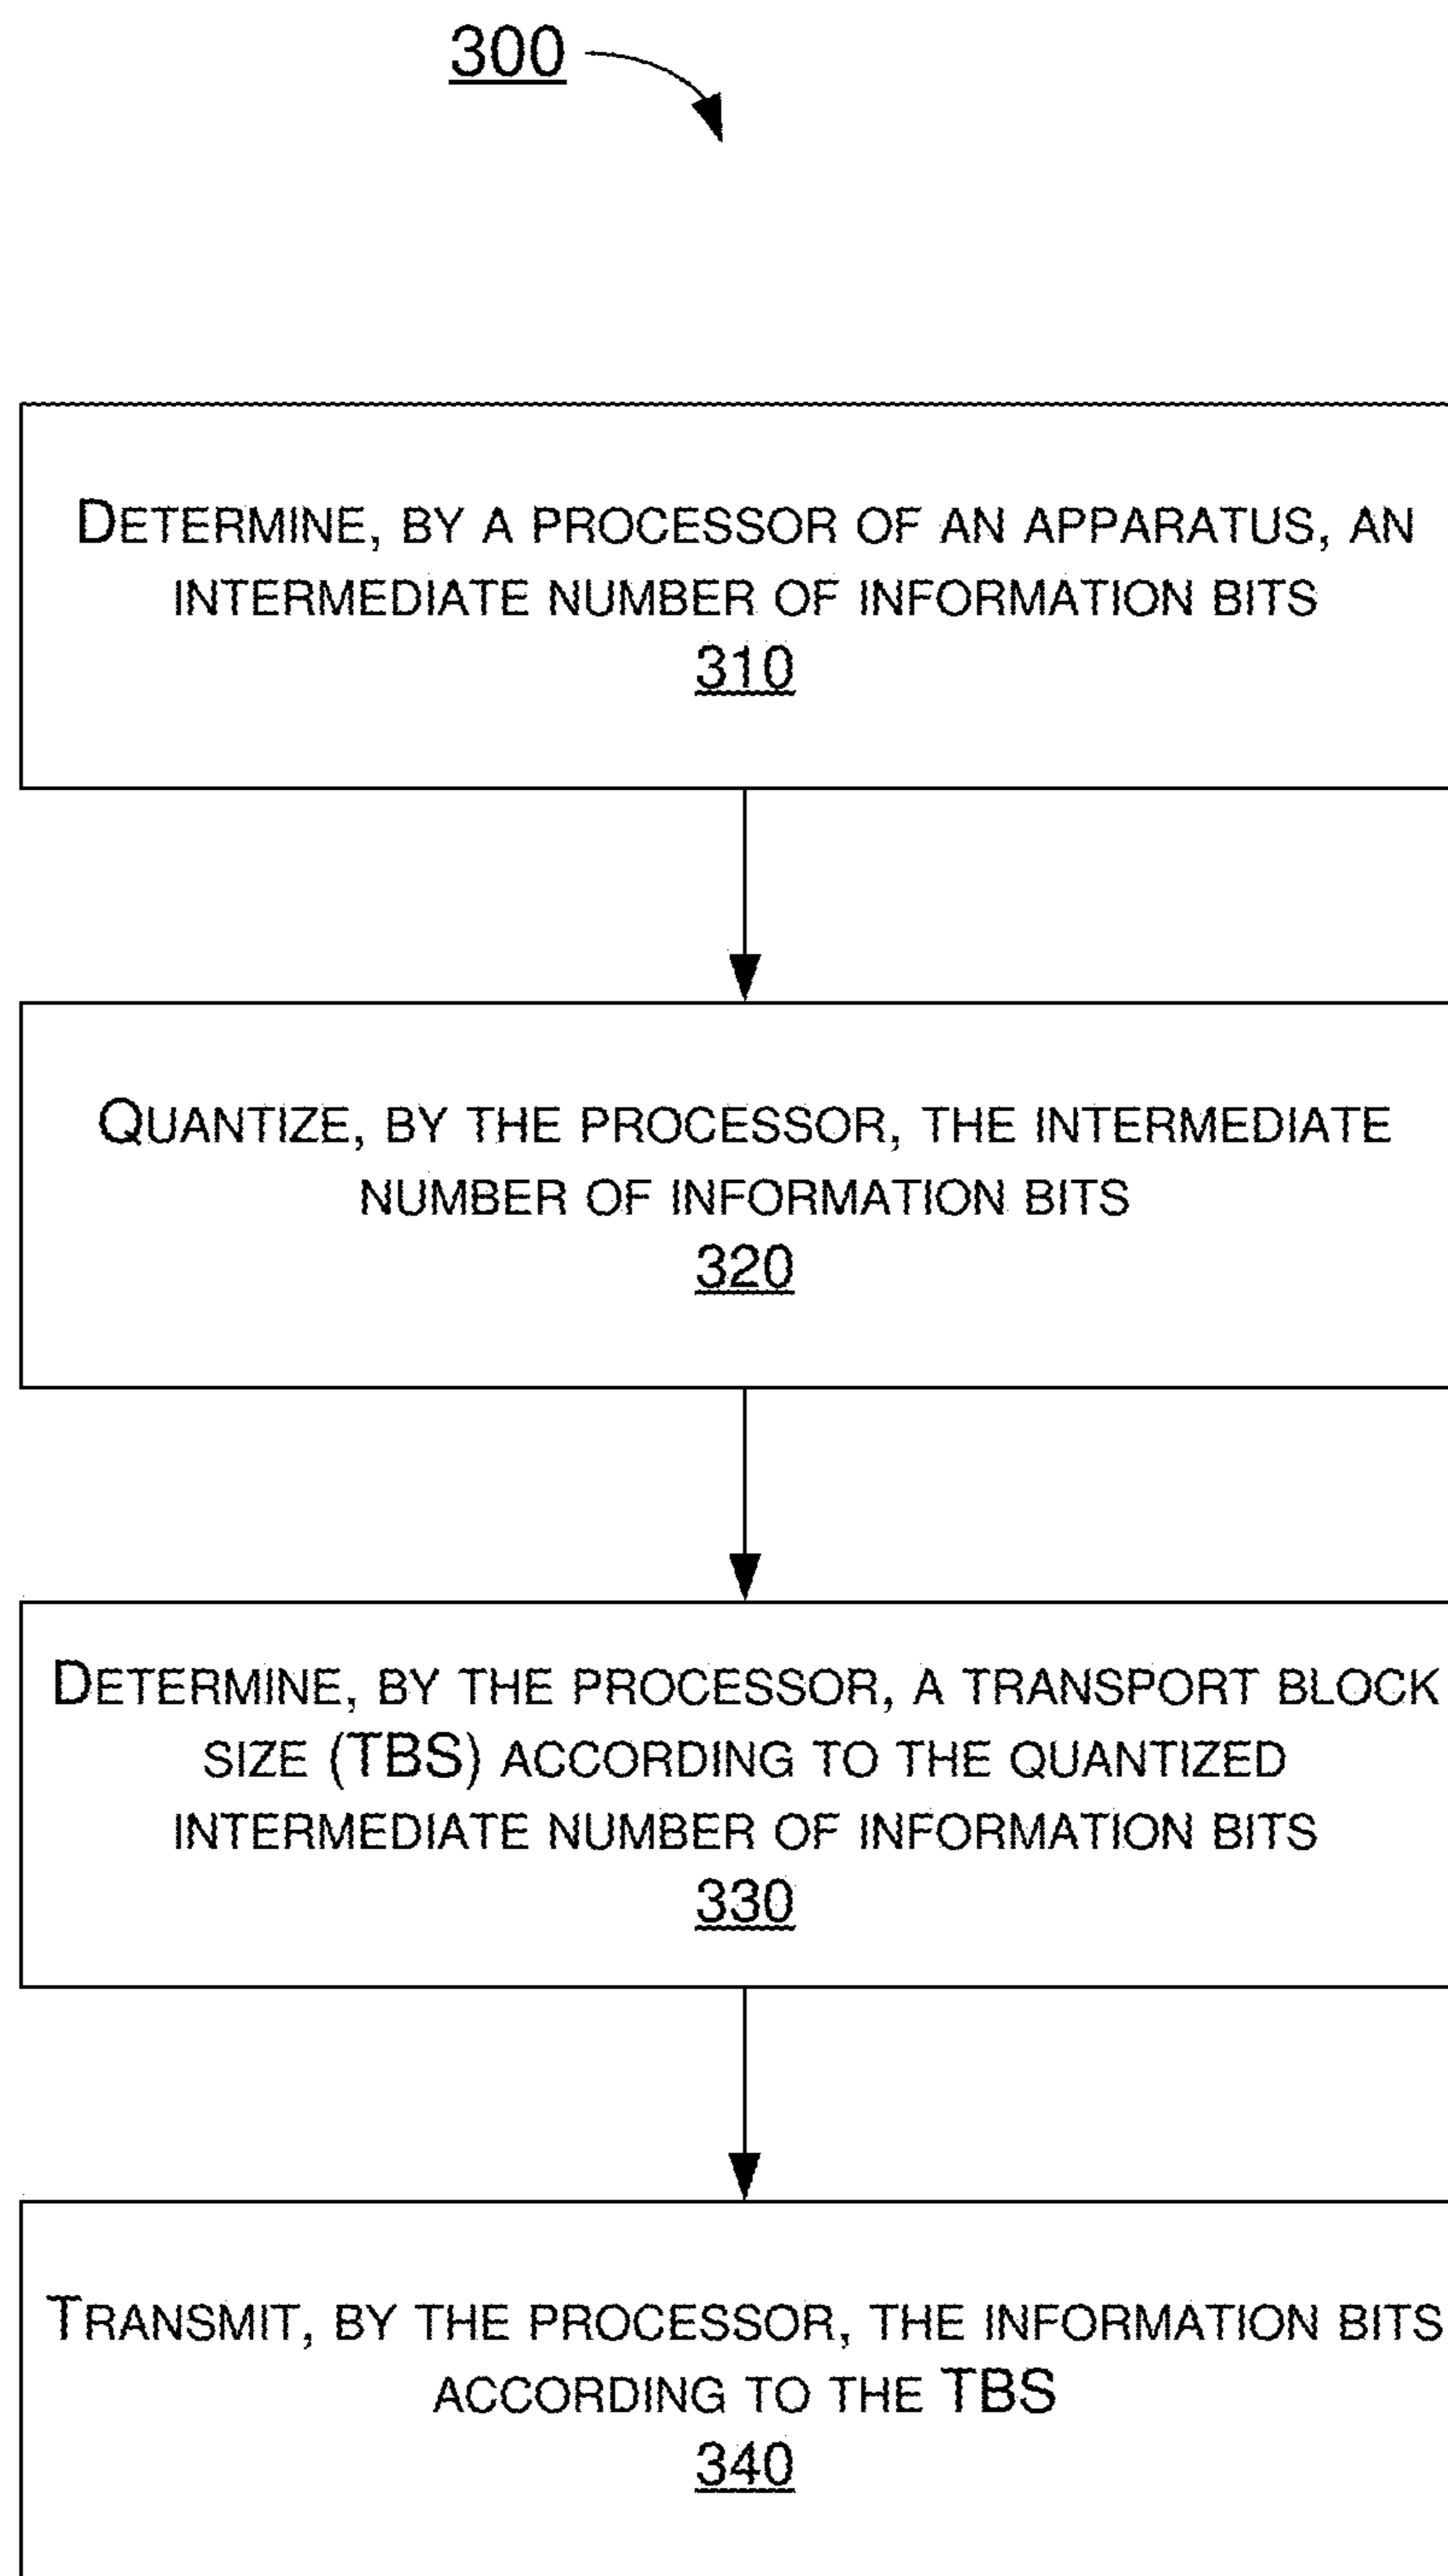 300
DETERMINE, BY A PROCESSOR OF AN APPARATUS, AN
INTERMEDIATE NUMBER OF INFORMATION BITS
310
QUANTIZE, BY THE PROCESSOR, THE INTERMEDIATE
NUMBER OF INFORMATION BITS
320
DETERMINE, BY THE PROCESSOR, A TRANSPORT BLOCK
SIZE (TBS) ACCORDING TO THE QUANTIZED
INTERMEDIATE NUMBER OF INFORMATION BITS
330
TRANSMIT, BY THE PROCESSOR, THE INFORMATION BITS
ACCORDING TO THE TBS
340